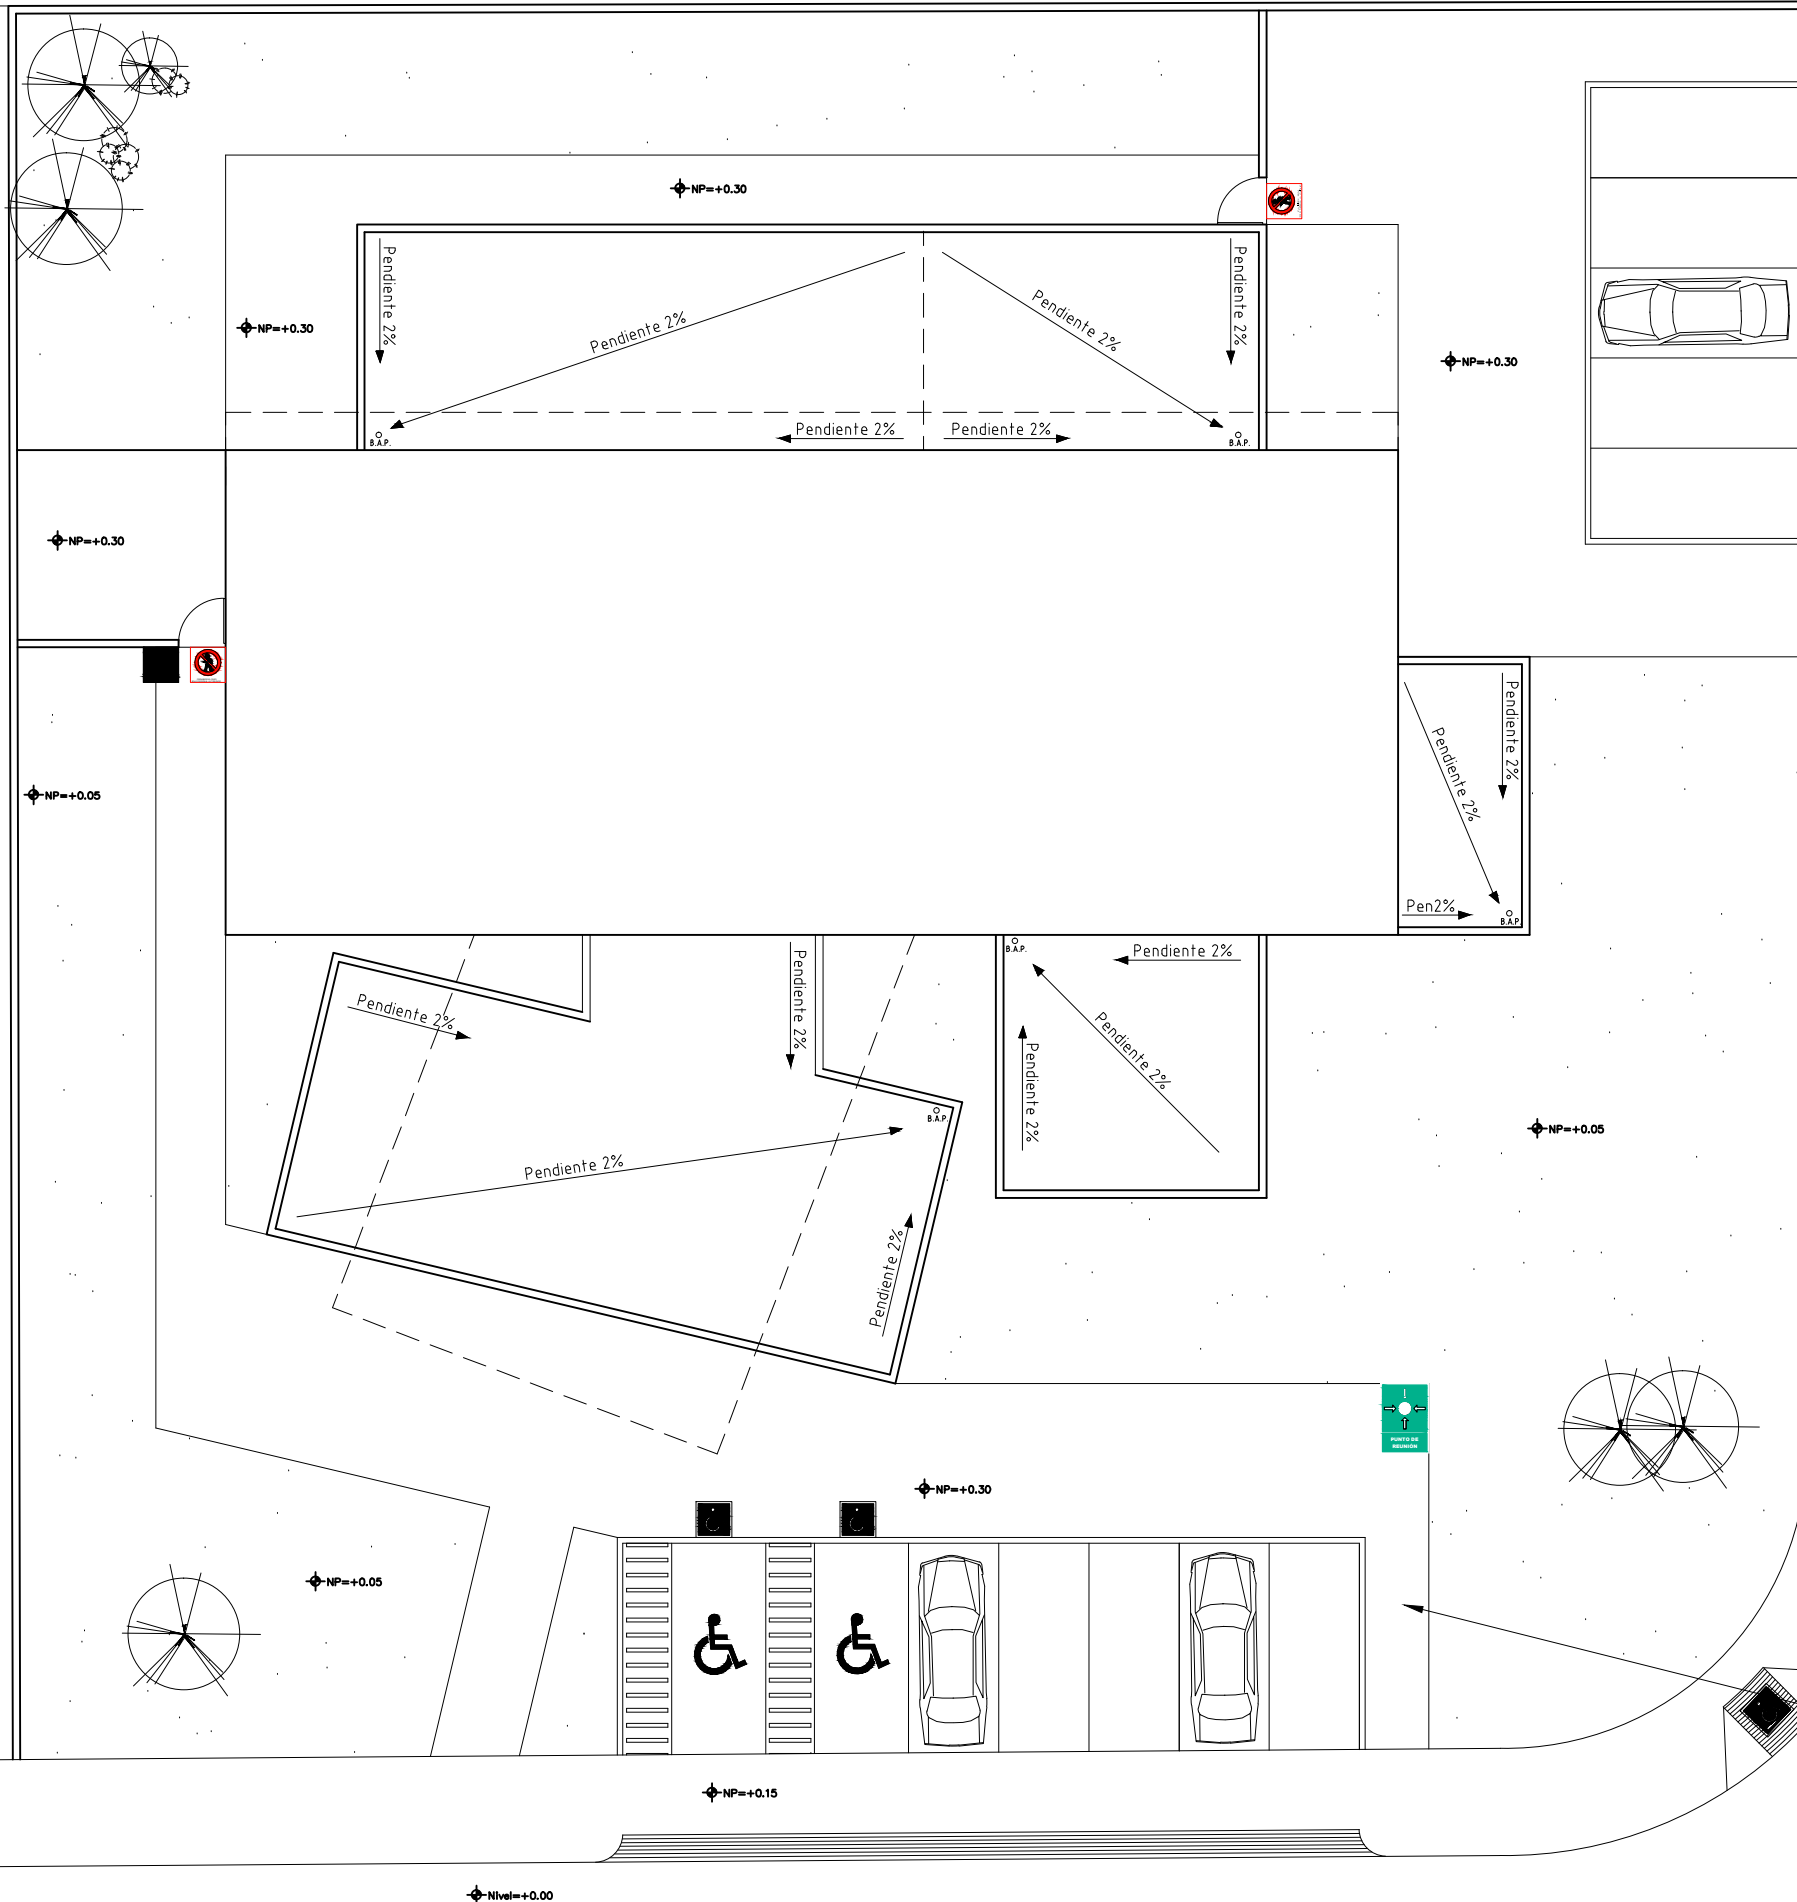 NP=+0.30
Pendiente 2%
Pendiente 2%
Pendiente 2%
Pendiente 2%
NP=+0.30
NP=+0.30
Pendiente 2%
Pendiente 2%
B.A.P.
B.A.P.
NP=+0.30
Pendiente 2%
Pendiente 2%
NP=+0.05
Pen2%
B.A.P.
B.A.P.
Pendiente 2%
Pendiente 2%
Pendiente 2%
Pendiente 2%
Pendiente 2%
B.A.P.
NP=+0.05
Pendiente 2%
Pendiente 2%
PUNTO DE
REUNIÓN
NP=+0.30
NP=+0.05
NP=+0.15
Nivel=+0.00